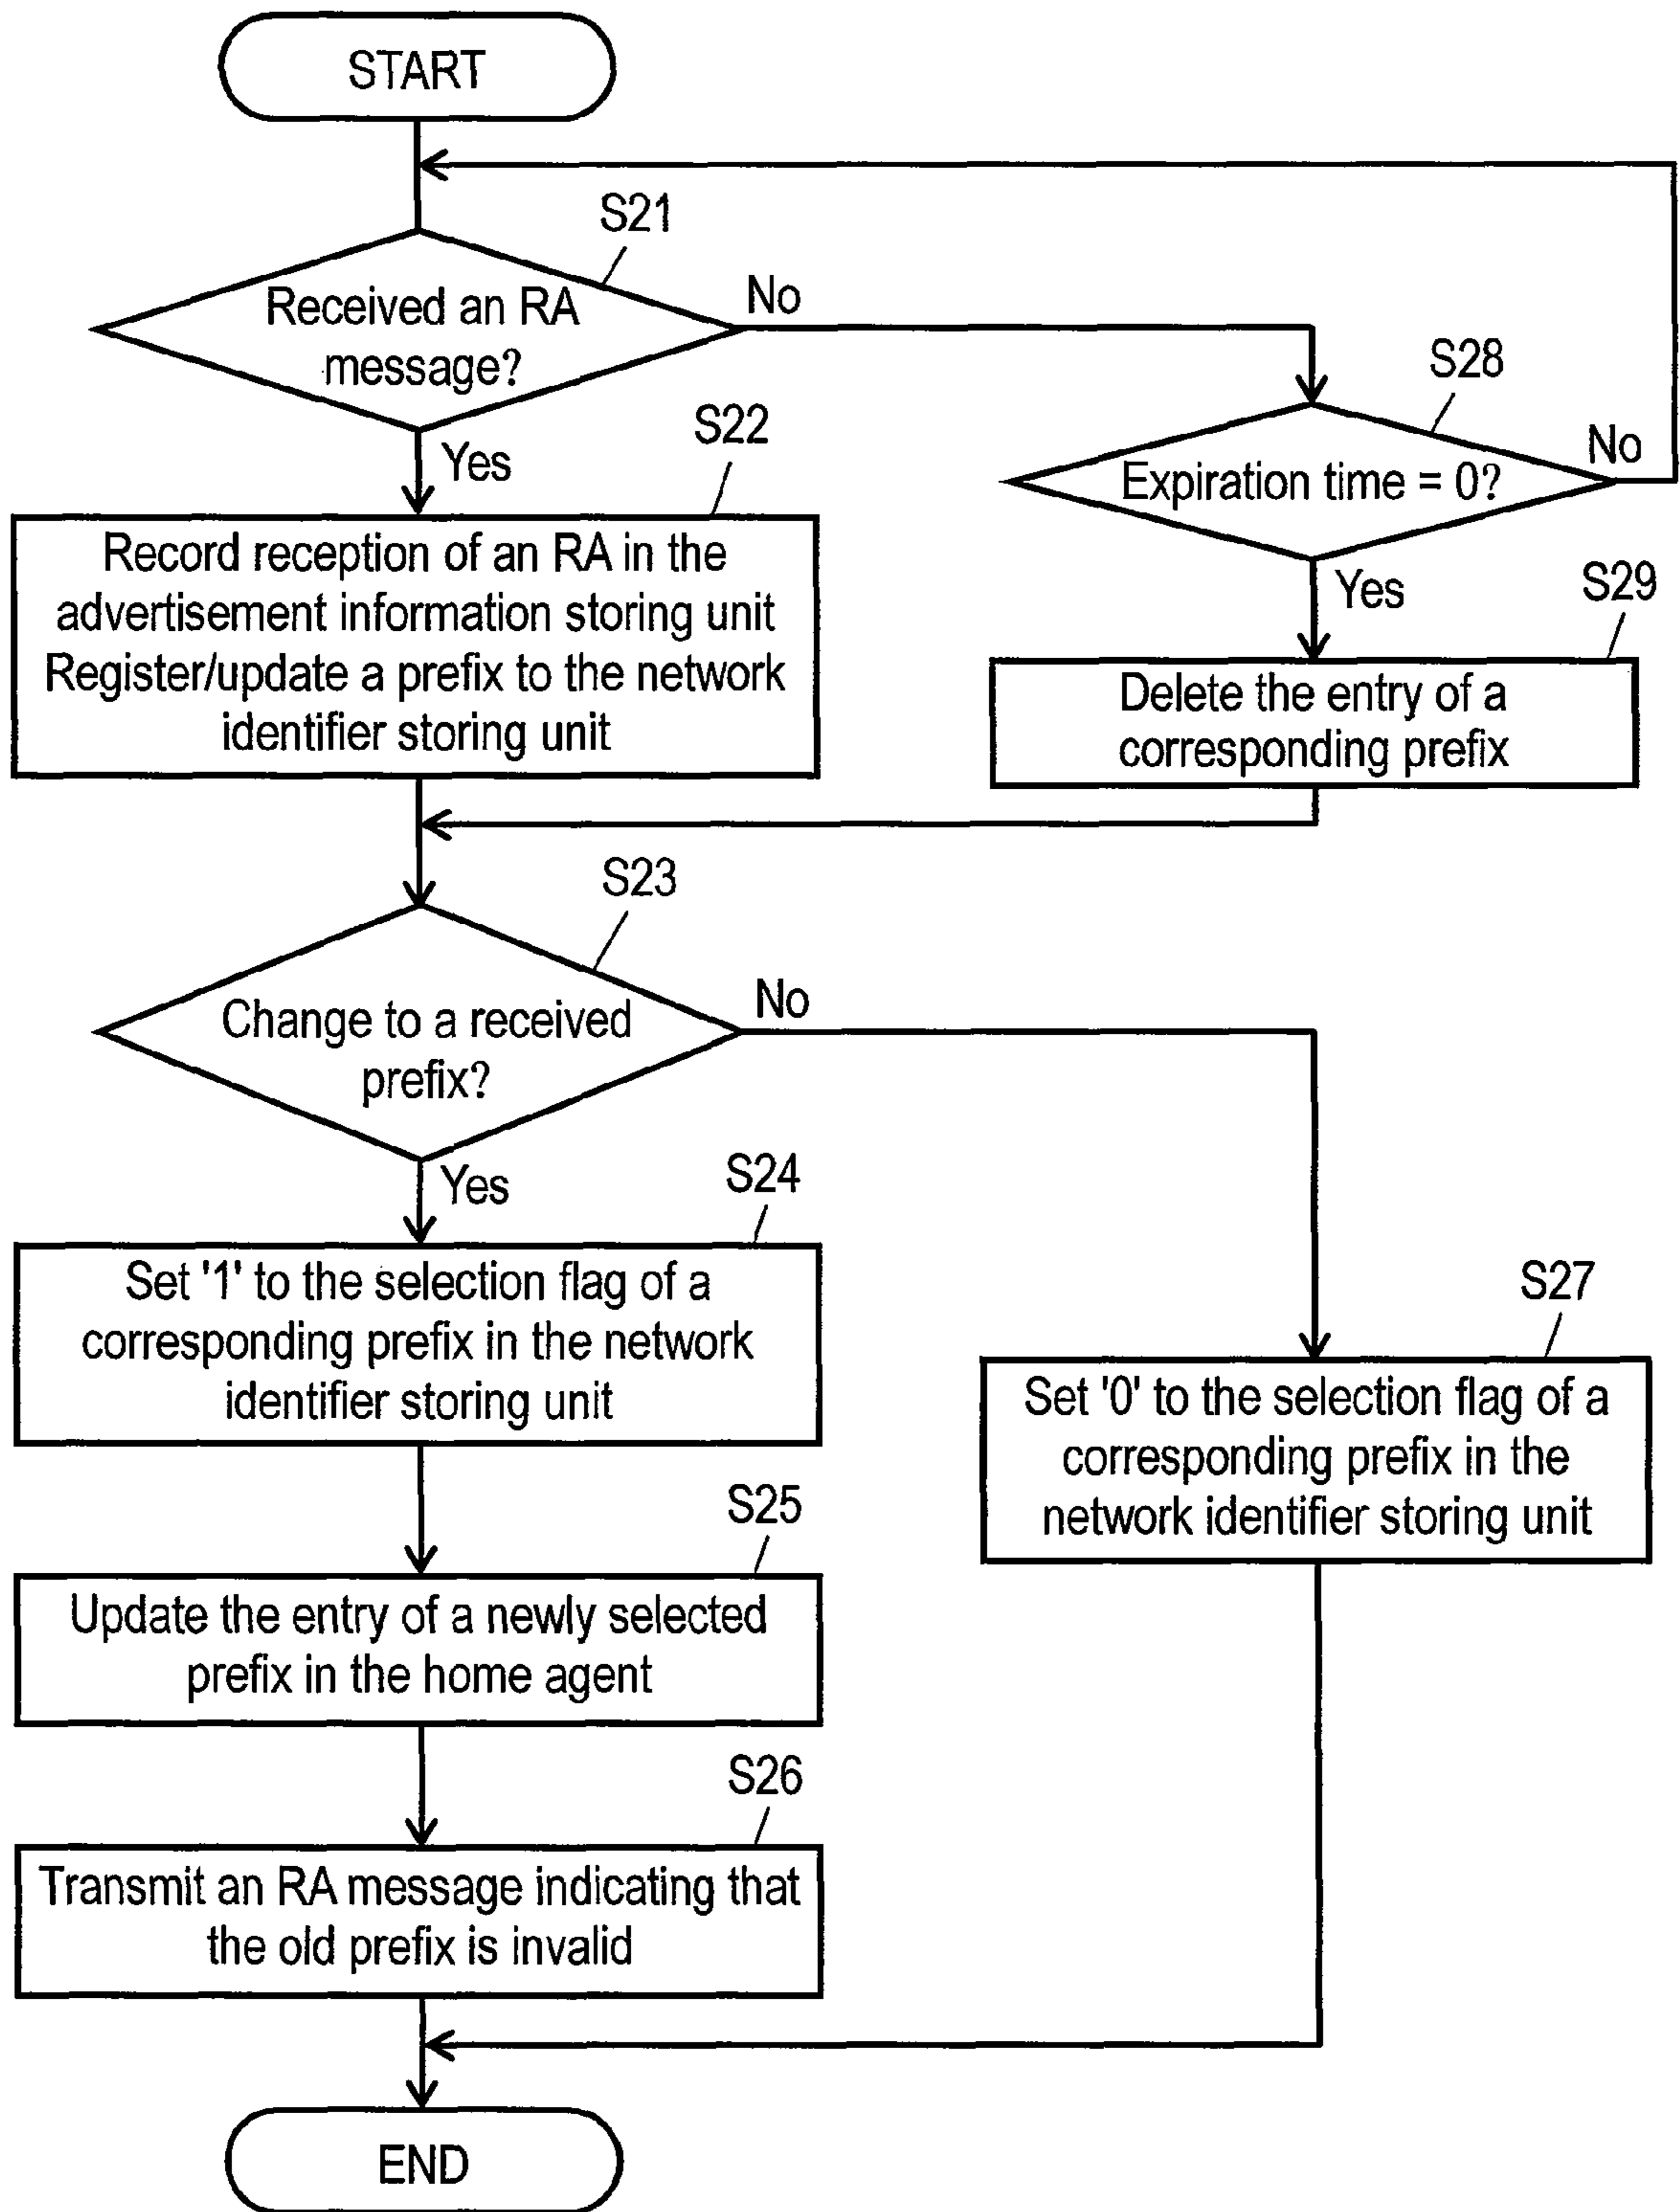 START
S21
Received an RA
message?
No
Yes
S28
Expiration time = 0?
No
Yes
S22
Record reception of an RA in the
advertisement information storing unit
Register/update a prefix to the network
identifier storing unit
S29
Delete the entry of a
corresponding prefix
S23
Change to a received
prefix?
No
Yes
S24
Set '1' to the selection flag of a
corresponding prefix in the network
identifier storing unit
S27
Set '0' to the selection flag of a
corresponding prefix in the
network identifier storing unit
S25
Update the entry of a newly selected
prefix in the home agent
S26
Transmit an RA message indicating that
the old prefix is invalid
END